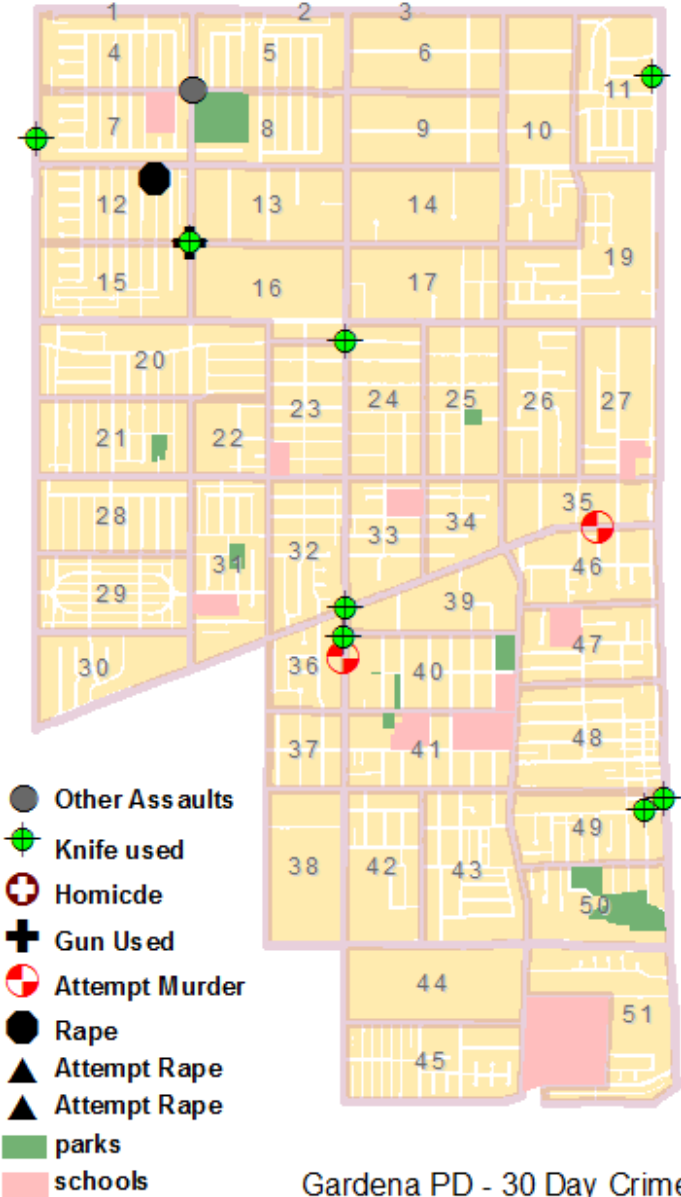 1 2 3
4 5 6
11
7 8 9 10
12 13 14
19
15 16 17
20
23 24 25 26 27
21 22
28 33 34 35
32 31 46
29 39
30 36 40 47
37 41 48
49
38 42 43
50
44 51
45
Other Assaults
Knife used
Homicde
Gun Used
Attempt Murder
Rape
Attempt Rape
Attempt Rape
parks
schools
Gardena PD - 30 Day Crime